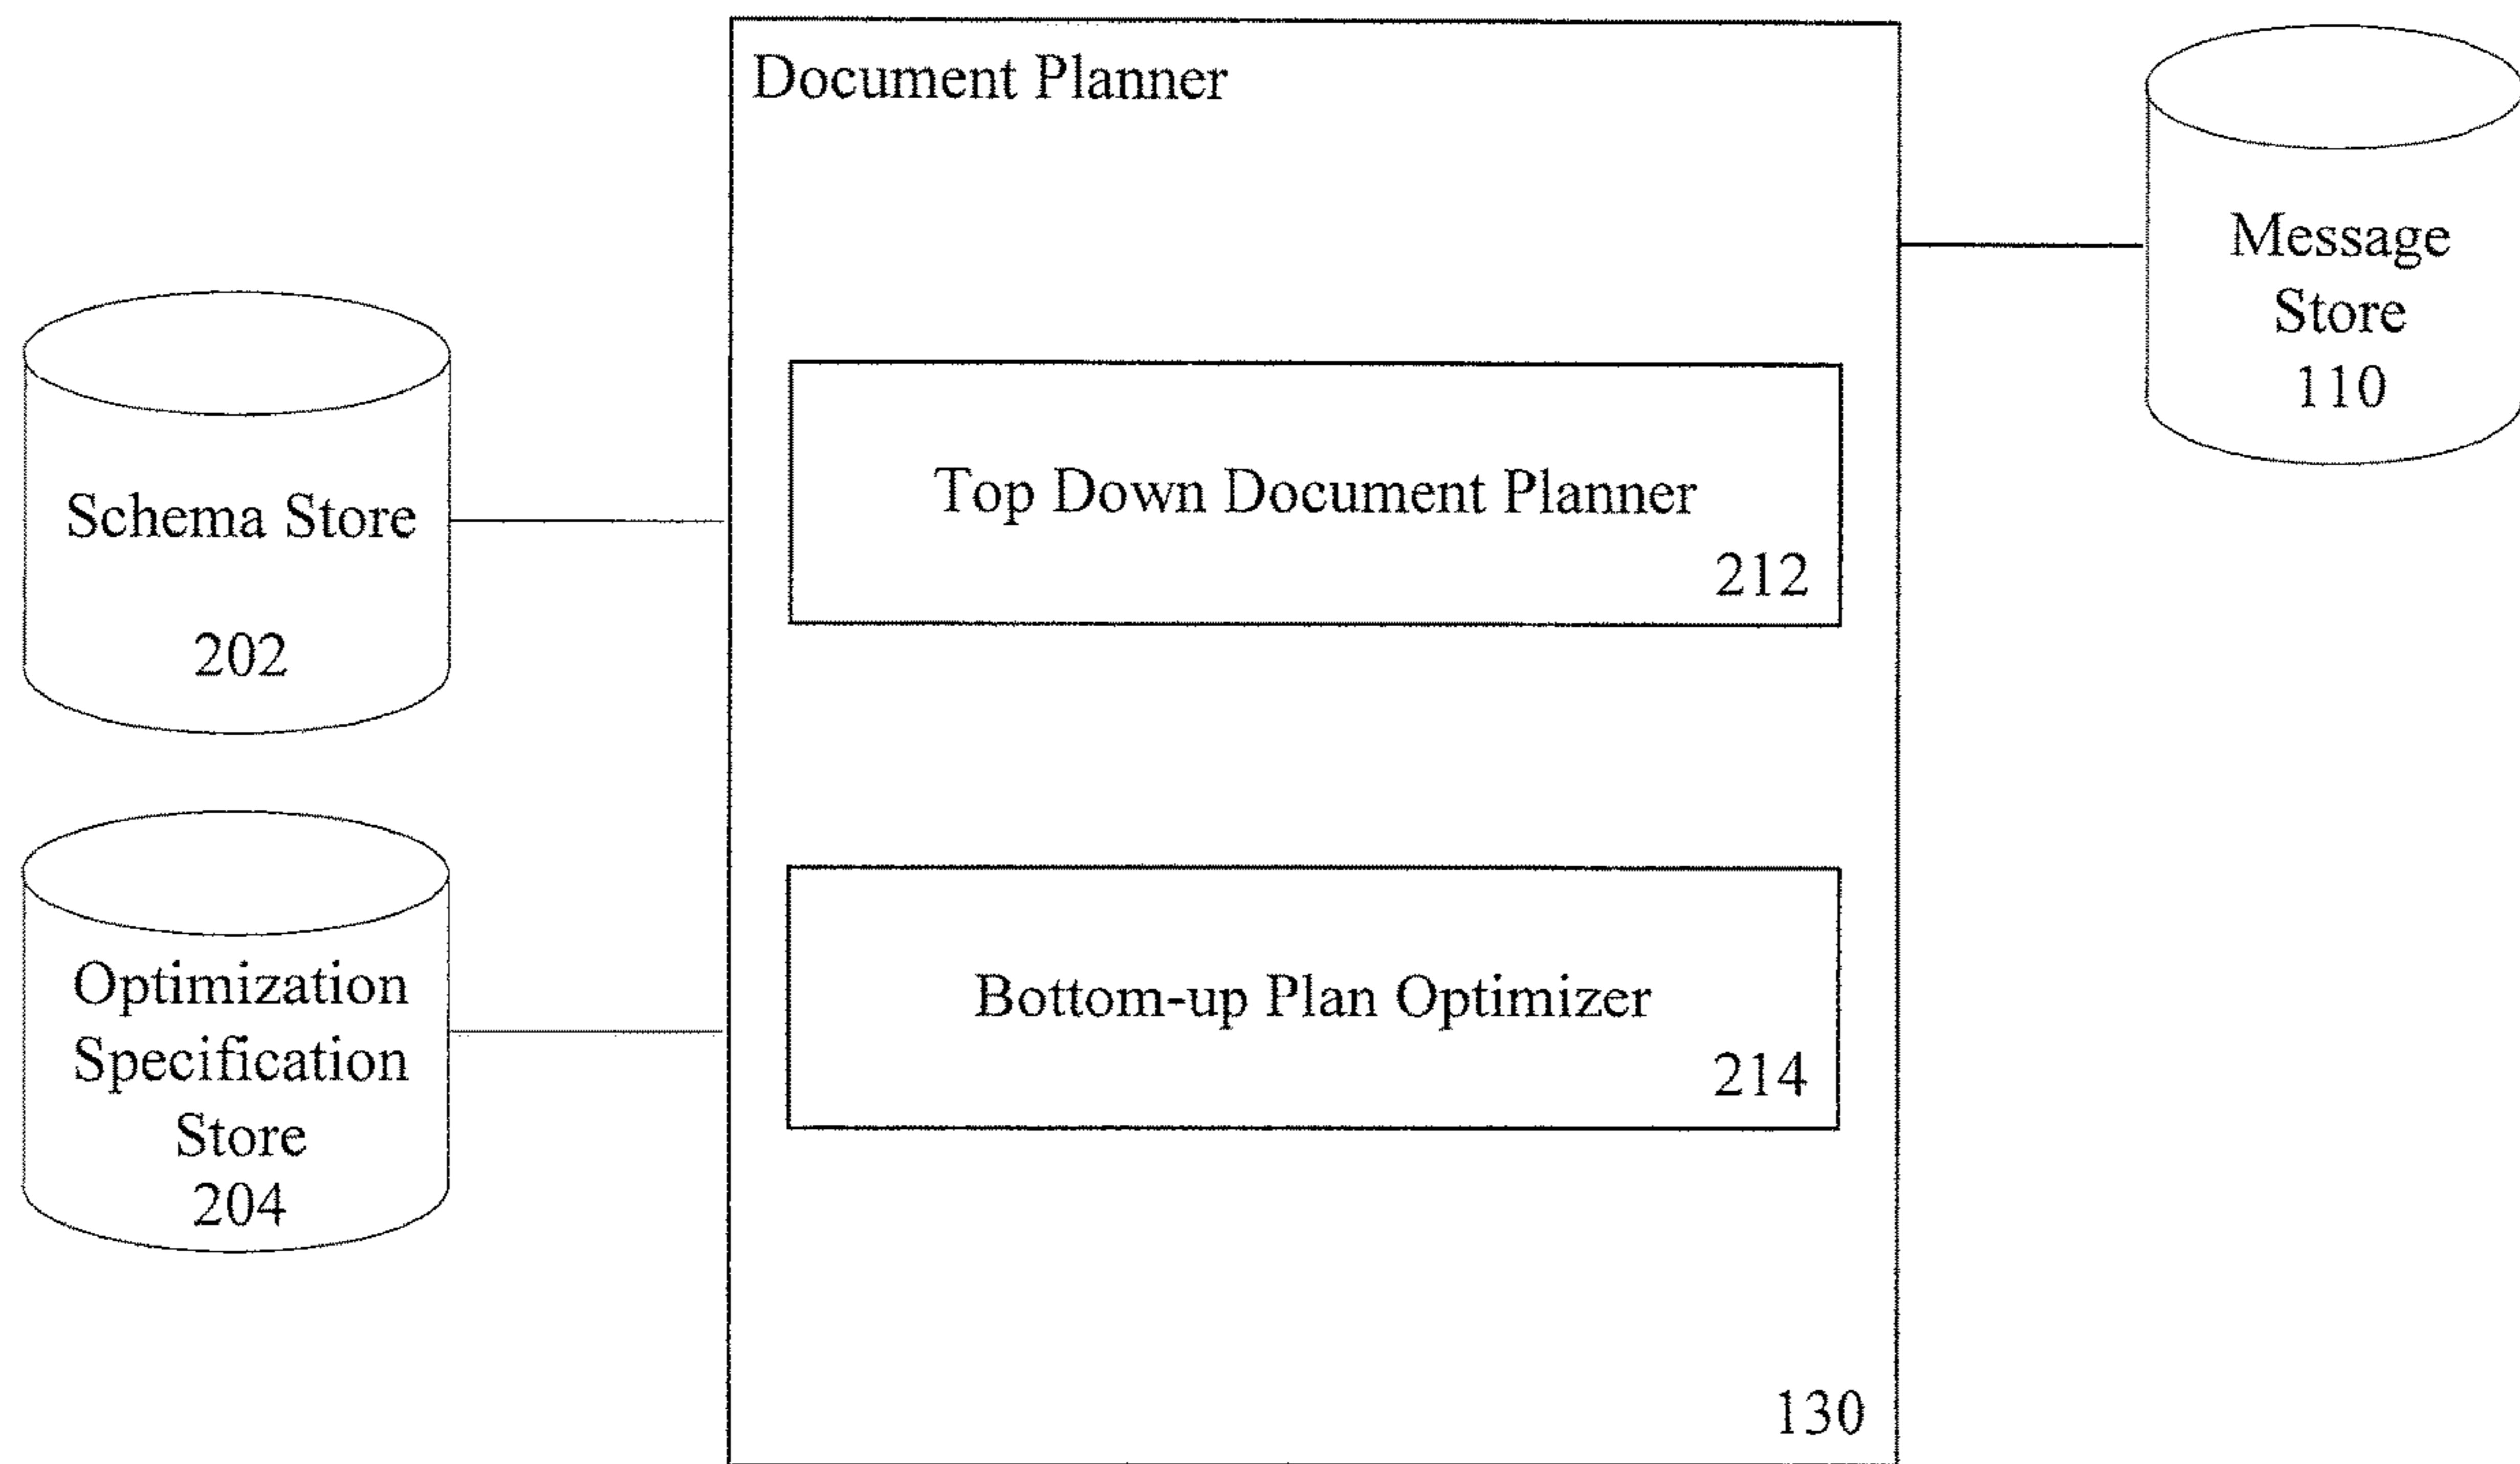 Document Planner
Message
Store
110
Schema Store
202
Top Down Document Planner
212
Optimization
Specification
Store
204
Bottom-up Plan Optimizer
214
130